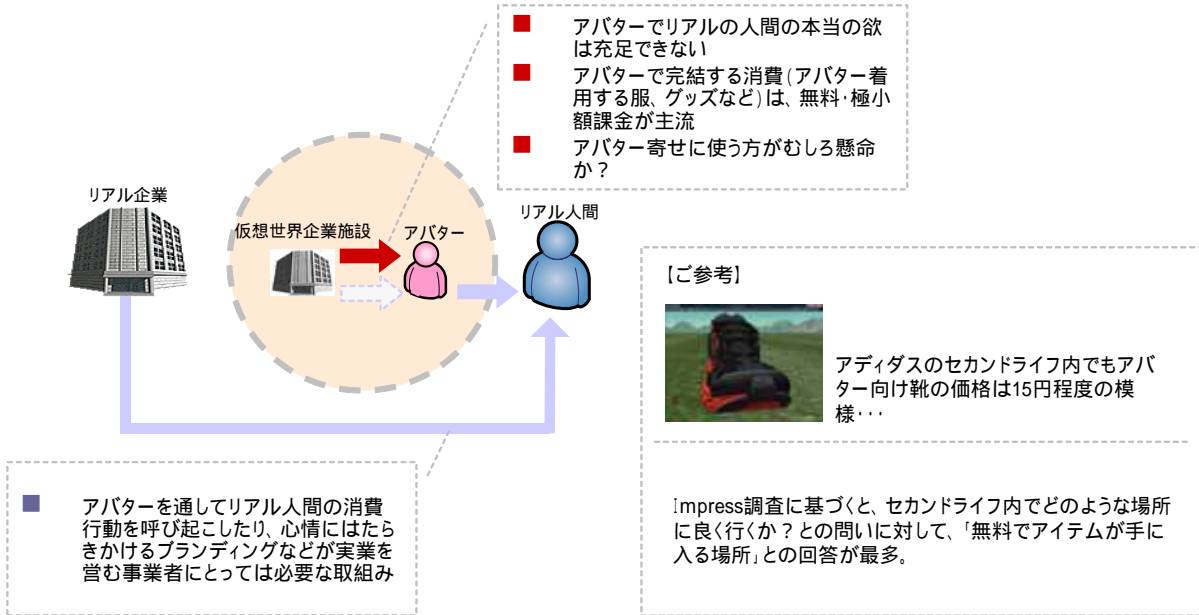 アバターでリアルの人間の本当の欲
は充足できない
アバターで完結する消費(アバター着
用する服、グッズなど)は、無料・極小
額課金が主流
アバター寄せに使う方がむしろ懸命
か?
リアル企業
仮想世界企業施設
アバター
リアル人間
【ご参考】
アディダスのセカンドライフ内でもアバ
ター向け靴の価格は15円程度の模
様・・・
アバターを通してリアル人間の消費
行動を呼び起こしたり、心情にはたら
きかけるブランディングなどが実業を
営む事業者にとっては必要な取組み
Impress調査に基づくと、セカンドライフ内でどのような場所
に良く行くか?との問いに対して、「無料でアイテムが手に
入る場所」との回答が最多。